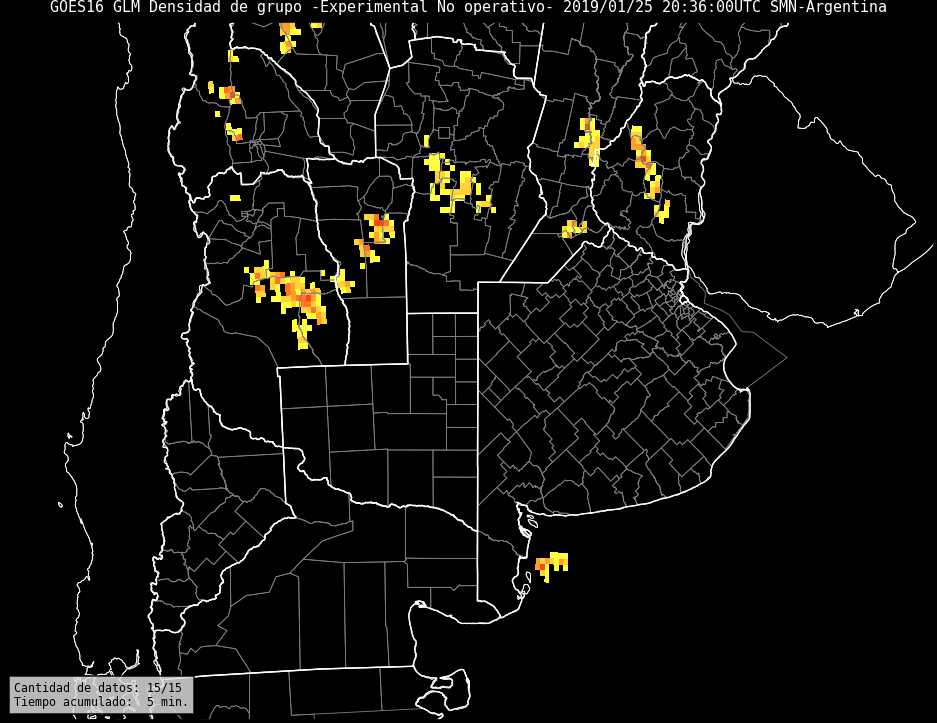 GOES16 GLM Densidad de grupo -Experimental No operativo- 2019/01/25 20:36:00UTC SMN-Argentina
Cantidad de datos: 15/15
Tiempo acumulado:  5 min.